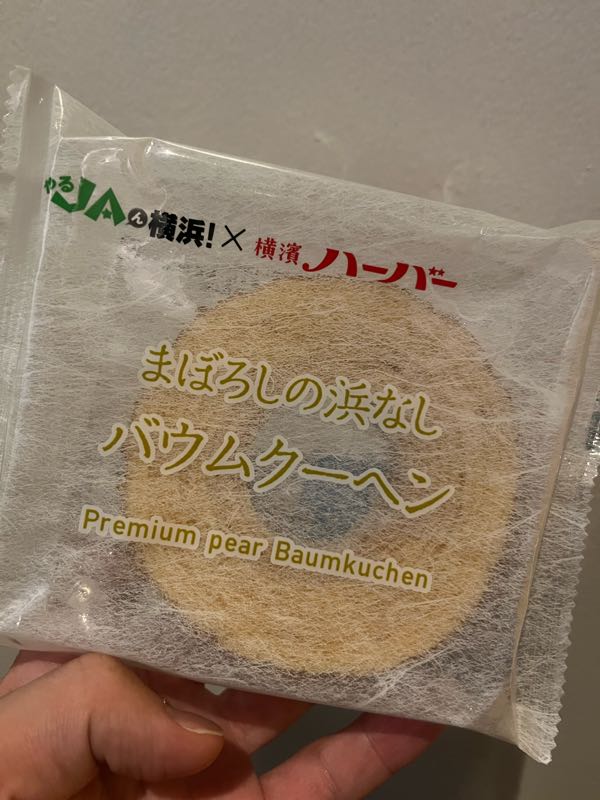 やるJAん横浜!×横濱ハーバー
まぼろしの浜なし
バウムクーヘン
Premium pear Baumkuchen